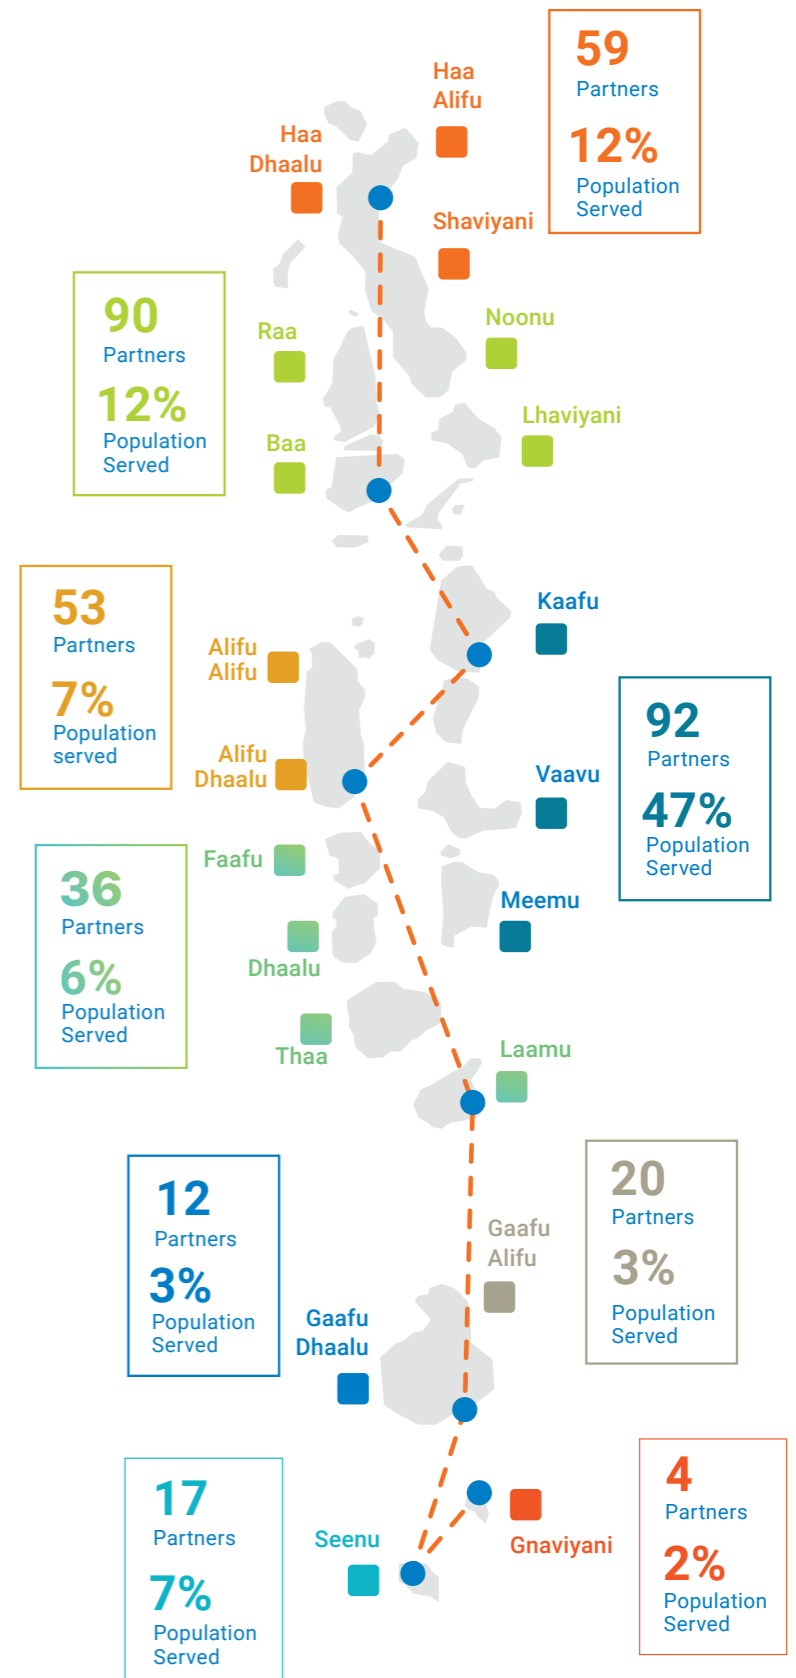 59
Partners
12%
Population
Served
Haa
Alifu
Haa
Dhaalu
Shaviyani
90
Partners
12%
Population
Served
Raa
Noonu
Baa
Lhaviyani
53
Partners
7%
Population
served
Alifu
Alifu
Alifu
Dhaalu
Kaafu
92
Partners
47%
Population
Served
Vaavu
Meemu
36
Partners
6%
Population
Served
Faafu
Dhaalu
Thaa
Laamu
12
Partners
3%
Population
Served
Gaafu
Dhaalu
Gaafu
Alifu
20
Partners
3%
Population
Served
17
Partners
7%
Population
Served
Seenu
Gnaviyani
4
Partners
2%
Population
Served